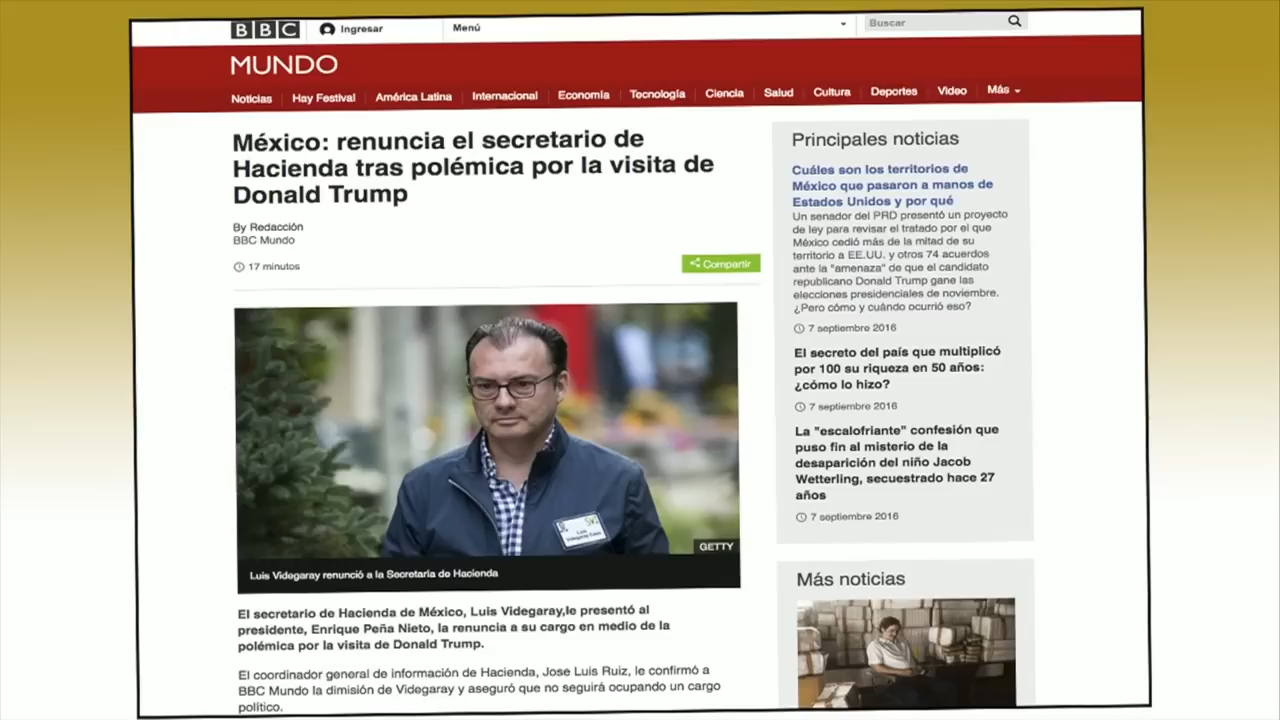 BBC
Ingresar
Menú
Buscar
MUNDO
Noticias
Hay Festival
América Latina
Internacional
Economía
Tecnología
Ciencia
Salud
Cultura
Deportes
Video
Más
México: renuncia el secretario de
Hacienda tras polémica por la visita de
Donald Trump
By Redacción
BBC Mundo
17 minutos
Compartir
GETTY
Luis Videgaray renunció a la Secretaría de Hacienda
El secretario de Hacienda de México, Luis Videgaray,le presentó al
presidente, Enrique Peña Nieto, la renuncia a su cargo en medio de la
polémica por la visita de Donald Trump.
El coordinador general de información de Hacienda, Jose Luis Ruiz, le confirmó a
BBC Mundo la dimisión de Videgaray y aseguró que no seguirá ocupando un cargo
político.
Principales noticias
Cuáles son los territorios de
México que pasaron a manos de
Estados Unidos y por qué
Un senador del PRD presentó un proyecto
de ley para revisar el tratado por el que
México cedió más de la mitad de su
territorio a EE.UU. y otros 74 acuerdos
ante la "amenaza" de que el candidato
republicano Donald Trump gane las
elecciones presidenciales de noviembre.
¿Pero cómo y cuándo ocurrió eso?
7 septiembre 2016
El secreto del país que multiplicó
por 100 su riqueza en 50 años:
¿cómo lo hizo?
7 septiembre 2016
La "escalofriante" confesión que
puso fin al misterio de la
desaparición del niño Jacob
Wetterling, secuestrado hace 27
años
7 septiembre 2016
Más noticias